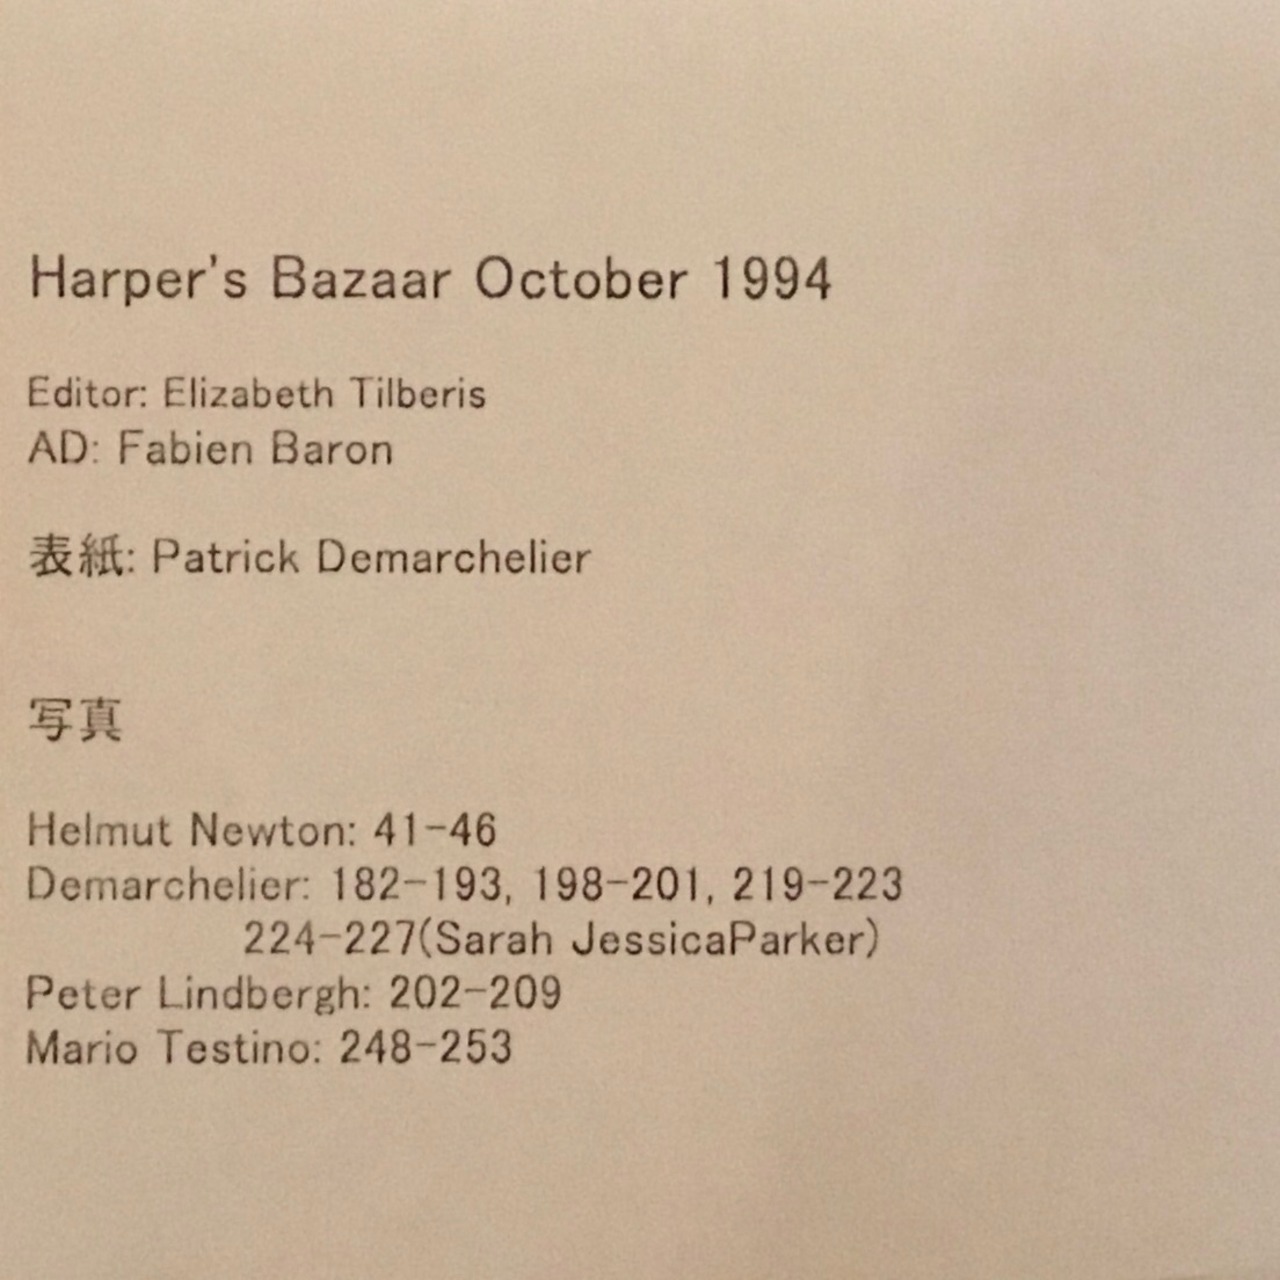 Harper's Bazaar October 1994
Editor: Elizabeth Tilberis
AD: Fabien Baron
表紙: Patrick Demarchelier
写真
Helmut Newton: 41-46
Demarchelier: 182-193, 198-201, 219-223
224-227(Sarah JessicaParker)
Peter Lindbergh: 202-209
Mario Testino: 248-253